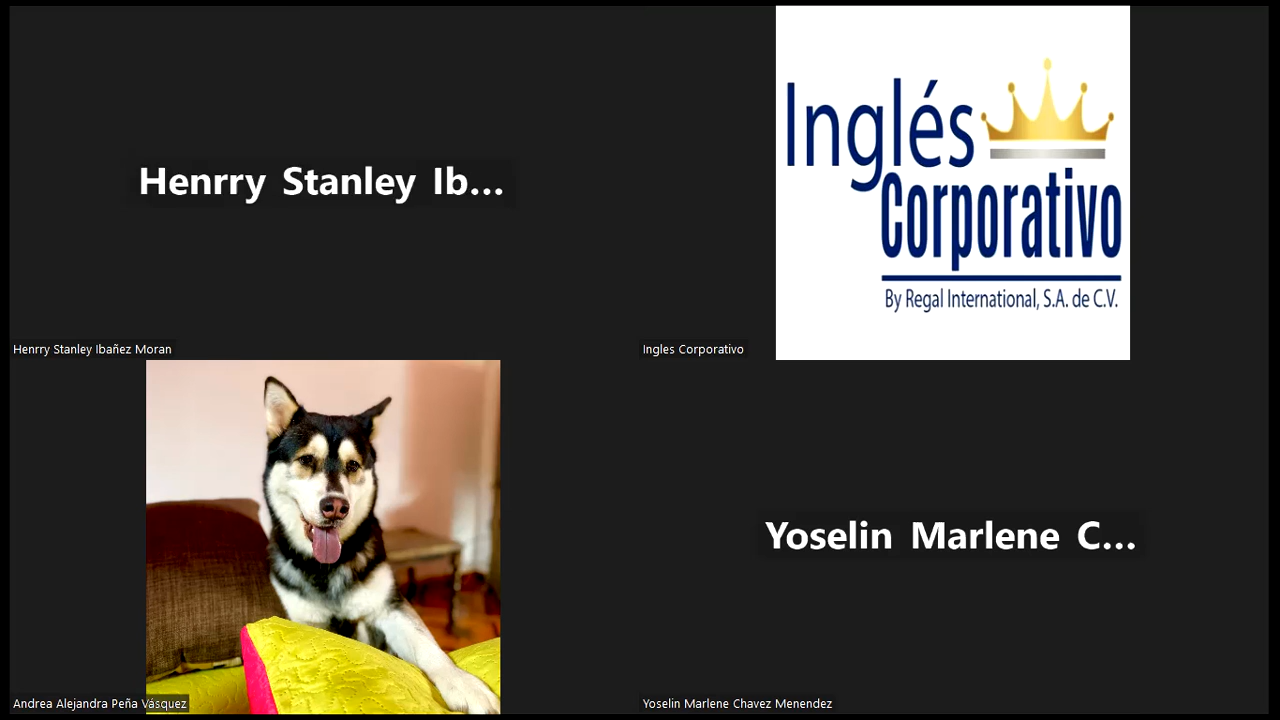 Henrry Stanley Ib...
Henrry Stanley Ibañez Moran
Inglés
Corporativo
By Regal International, S.A. de C.V.
Ingles Corporativo
Andrea Alejandra Peña Vásquez
Yoselin Marlene C...
Yoselin Marlene Chavez Menendez